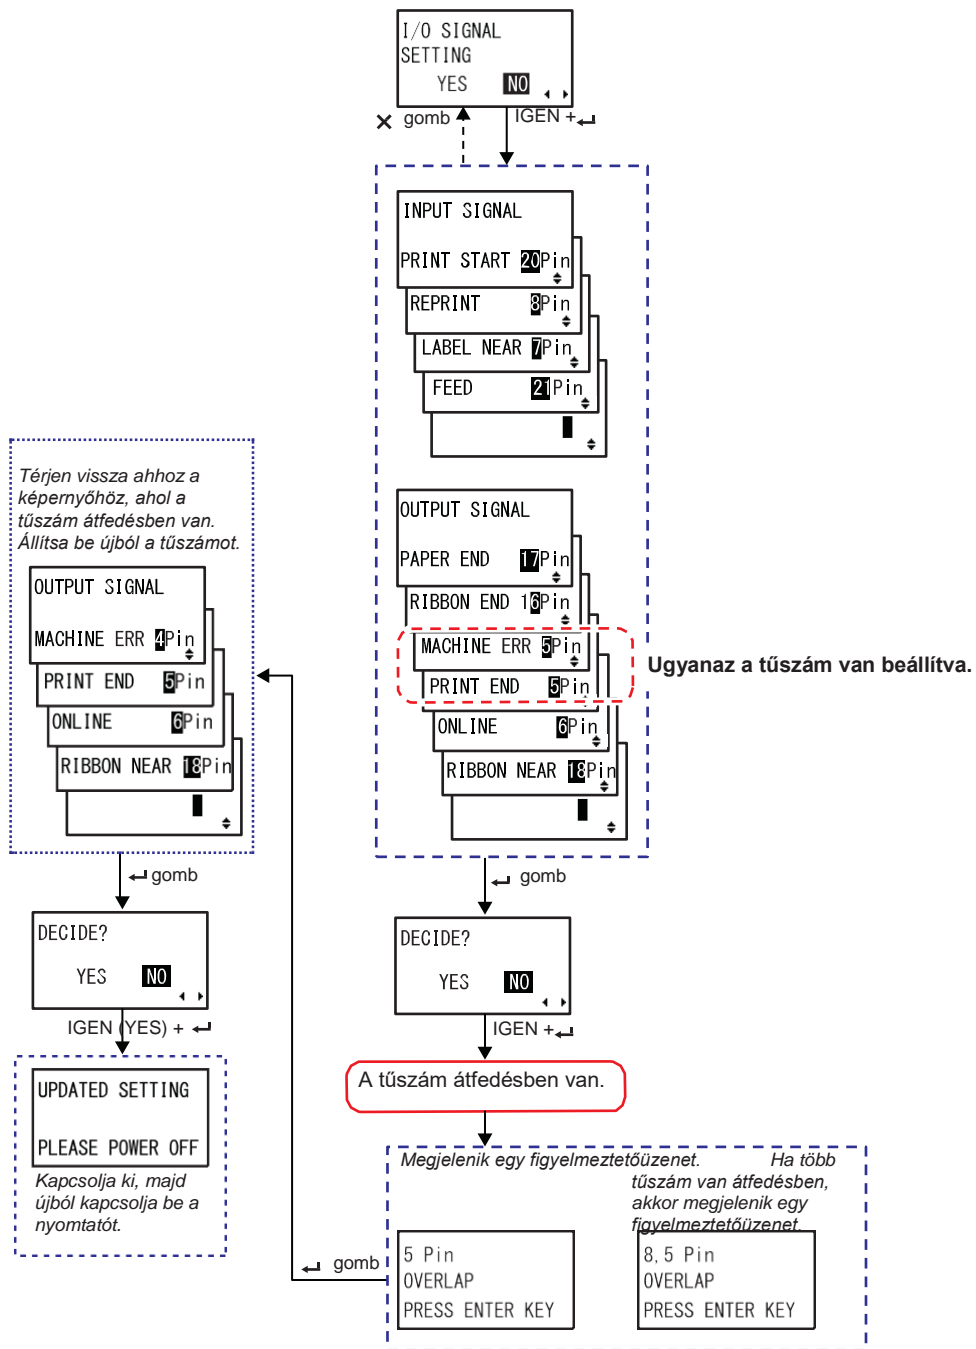 I/O SIGNAL
SETTING
YES NO
gomb
IGEN +
INPUT SIGNAL
PRINT START 20Pin
REPRINT 8Pin
LABEL NEAR 7Pin
FEED 21Pin
OUTPUT SIGNAL
PAPER END 17Pin
RIBBON END 16Pin
MACHINE ERR 5Pin
PRINT END 5Pin
ONLINE 6Pin
RIBBON NEAR 18Pin
Ugyanaz a tűszám van beállítva.
gomb
DECIDE?
YES NO
IGEN +
A tűszám átfedésben van.
Megjelenik egy figyelmeztetőüzenet.
Ha több
tűszám van átfedésben,
akkor megjelenik egy
figyelmeztetőüzenet.
5 Pin
OVERLAP
PRESS ENTER KEY
8,5 Pin
OVERLAP
PRESS ENTER KEY
gomb
Térjen vissza ahhoz a
képernyőhöz, ahol a
tűszám átfedésben van.
Állítsa be újból a tűszámot.
OUTPUT SIGNAL
MACHINE ERR 4Pin
PRINT END 5Pin
ONLINE 6Pin
RIBBON NEAR 18Pin
gomb
DECIDE?
YES NO
IGEN (YES) +
UPDATED SETTING
PLEASE POWER OFF
Kapcsolja ki, majd
újból kapcsolja be a
nyomtatót.